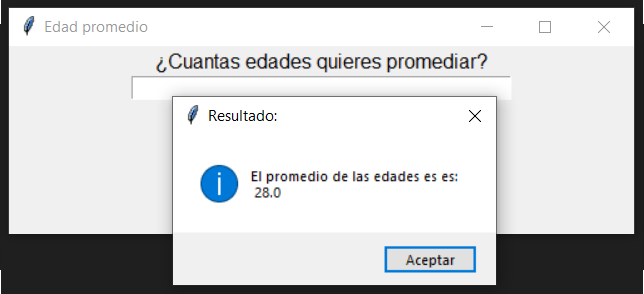 Edad promedio
¿Cuantas edades quieres promediar?
Resultado:
El promedio de las edades es es:
28.0
Aceptar